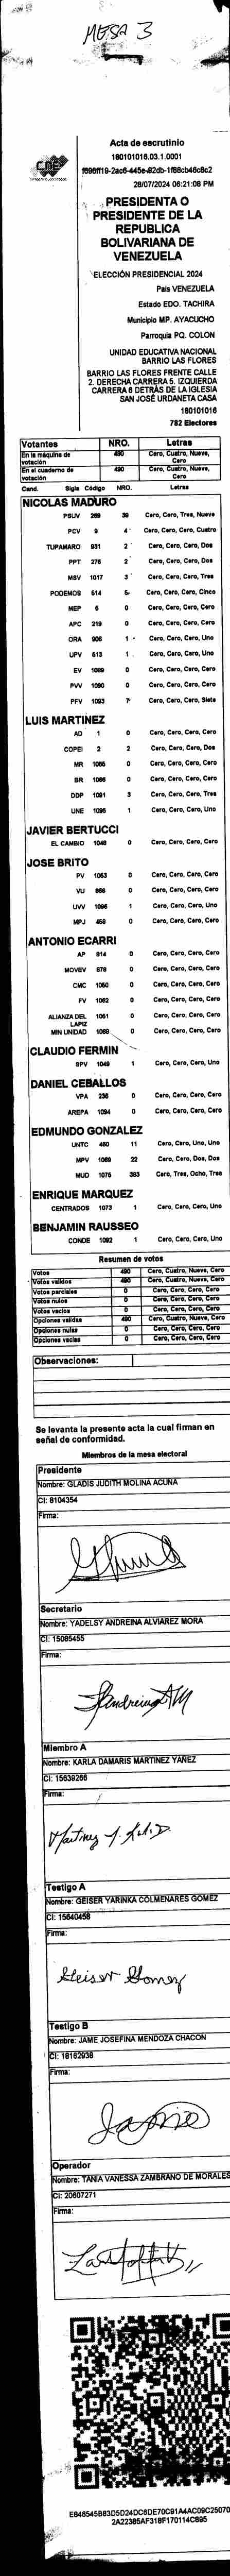 MESA 3
Acta de escrutinio
180101016.03.1.0001
28/07/2024 06:21:08 PM
CNE
PRESIDENTA O
PRESIDENTE DE LA
REPUBLICA
BOLIVARIANA DE
VENEZUELA
ELECCIÓN PRESIDENCIAL 2024
Pais VENEZUELA
Estado EDO. TACHIRA
Municipio MP. AYACUCHO
Parroquia PQ. COLON
UNIDAD EDUCATIVA NACIONAL
BARRIO LAS FLORES
BARRIO LAS FLORES FRENTE CALLE
2. DERECHA CARRERA 5. IZQUIERDA
CARRERA 6 DETRÁS DE LA IGLESIA
SAN JOSÉ URDANETA CASA
180101016
782 Electores
Votantes NRO. Letras
En la máquina de votación 490 Cero, Cuatro, Nueve, Cero
En el cuaderno de votación 490 Cero, Cuatro, Nueve, Cero
Cand. Sigla Código NRO. Letras
NICOLAS MADURO
PSUV 269 39 Cero, Cero, Tres, Nueve
PCV 9 4 Cero, Cero, Cero, Cuatro
TUPAMARO 931 2 Cero, Cero, Cero, Dos
PPT 276 2 Cero, Cero, Cero, Dos
MSV 1017 3 Cero, Cero, Cero, Tres
PODEMOS 514 5 Cero, Cero, Cero, Cinco
MEP 6 0 Cero, Cero, Cero, Cero
APC 219 0 Cero, Cero, Cero, Cero
ORA 906 1 Cero, Cero, Cero, Uno
UPV 613 1 Cero, Cero, Cero, Uno
EV 1089 0 Cero, Cero, Cero, Cero
PVV 1090 0 Cero, Cero, Cero, Cero
PFV 1093 7 Cero, Cero, Cero, Siete
LUIS MARTINEZ
AD 1 0 Cero, Cero, Cero, Cero
COPEI 2 2 Cero, Cero, Cero, Dos
MR 1085 0 Cero, Cero, Cero, Cero
BR 1086 0 Cero, Cero, Cero, Cero
DDP 1091 3 Cero, Cero, Cero, Tres
UNE 1095 1 Cero, Cero, Cero, Uno
JAVIER BERTUCCI
EL CAMBIO 1048 0 Cero, Cero, Cero, Cero
JOSE BRITO
PV 1053 0 Cero, Cero, Cero, Cero
VU 868 0 Cero, Cero, Cero, Cero
UVV 1096 1 Cero, Cero, Cero, Uno
MPJ 458 0 Cero, Cero, Cero, Cero
ANTONIO ECARRI
AP 914 0 Cero, Cero, Cero, Cero
MOVEV 879 0 Cero, Cero, Cero, Cero
CMC 1050 0 Cero, Cero, Cero, Cero
FV 1082 0 Cero, Cero, Cero, Cero
ALIANZA DEL LAPIZ 1051 0 Cero, Cero, Cero, Cero
MIN UNIDAD 1088 0 Cero, Cero, Cero, Cero
CLAUDIO FERMIN
SPV 1049 1 Cero, Cero, Cero, Uno
DANIEL CEBALLOS
VPA 236 0 Cero, Cero, Cero, Cero
AREPA 1094 0 Cero, Cero, Cero, Cero
EDMUNDO GONZALEZ
UNTC 480 11 Cero, Cero, Uno, Uno
MPV 1069 22 Cero, Cero, Dos, Dos
MUD 1075 383 Cero, Tres, Ocho, Tres
ENRIQUE MARQUEZ
CENTRADOS 1073 1 Cero, Cero, Cero, Uno
BENJAMIN RAUSSEO
CONDE 1092 1 Cero, Cero, Cero, Uno
Resumen de votos
Votos 490 Cero, Cuatro, Nueve, Cero
Votos validos 490 Cero, Cuatro, Nueve, Cero
Votos parciales 0 Cero, Cero, Cero, Cero
Votos nulos 0 Cero, Cero, Cero, Cero
Votos vacios 0 Cero, Cero, Cero, Cero
Opciones validas 490 Cero, Cuatro, Nueve, Cero
Opciones nulas 0 Cero, Cero, Cero, Cero
Opciones vacias 0 Cero, Cero, Cero, Cero
Observaciones:
Se levanta la presente acta la cual firman en
señal de conformidad.
Miembros de la mesa electoral
Presidente
Nombre: GLADIS JUDITH MOLINA ACUÑA
CI: 8104354
Firma:
Secretario
Nombre: YADELSY ANDREINA ALVIAREZ MORA
CI: 15085455
Firma:
Miembro A
Nombre: KARLA DAMARIS MARTINEZ YAÑEZ
CI: 15639266
Firma:
Testigo A
Nombre: GEISER YARINKA COLMENARES GOMEZ
CI: 15640456
Firma:
Geiser Gomez
Testigo B
Nombre: JAME JOSEFINA MENDOZA CHACON
CI: 18162938
Firma:
Operador
Nombre: TANIA VANESSA ZAMBRANO DE MORALES
CI: 20607271
Firma:
E846545B83D5D24DC6DE70C91A4AC09C25070
2A22385AF318F170114C895